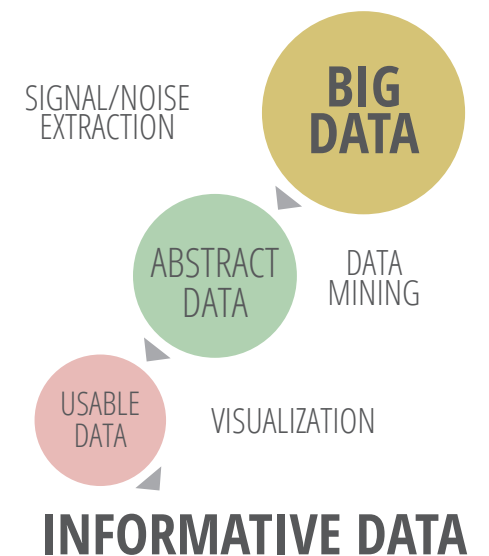 SIGNAL/NOISE
EXTRACTION
BIG
DATA
ABSTRACT
DATA
DATA
MINING
USABLE
DATA
VISUALIZATION
INFORMATIVE DATA